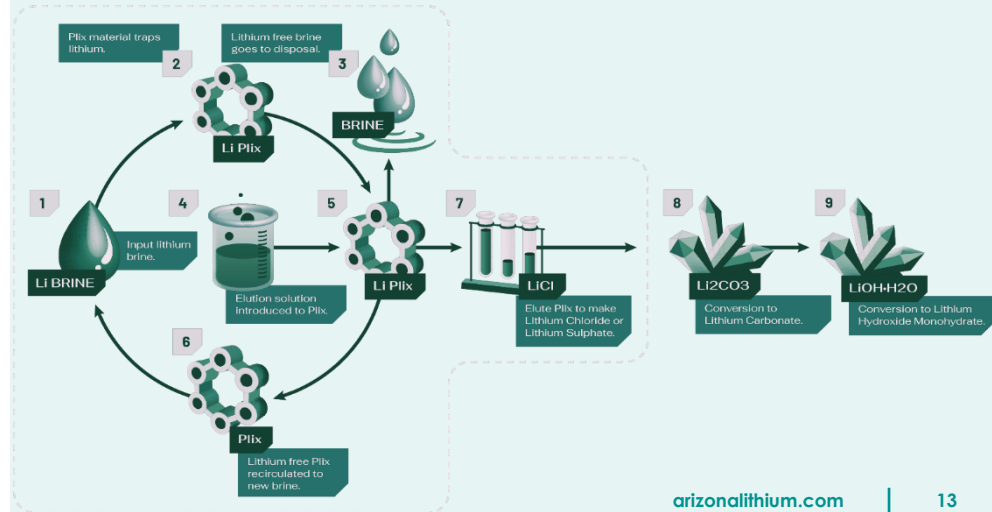 Plix material traps
lithium.
2
Li Plix
Lithium free brine
goes to disposal.
3
BRINE
1
Li BRINE
Input lithium
brine.
4
Elution solution
introduced to Plix.
5
Li Plix
6
Plix
Lithium free Plix
recirculated to
new brine.
7
LiCl
Elute Plix to make
Lithium Chloride or
Lithium Sulphate.
8
Li2CO3
Conversion to
Lithium Carbonate.
9
LiOH•H2O
Conversion to Lithium
Hydroxide Monohydrate.
arizonalithium.com | 13